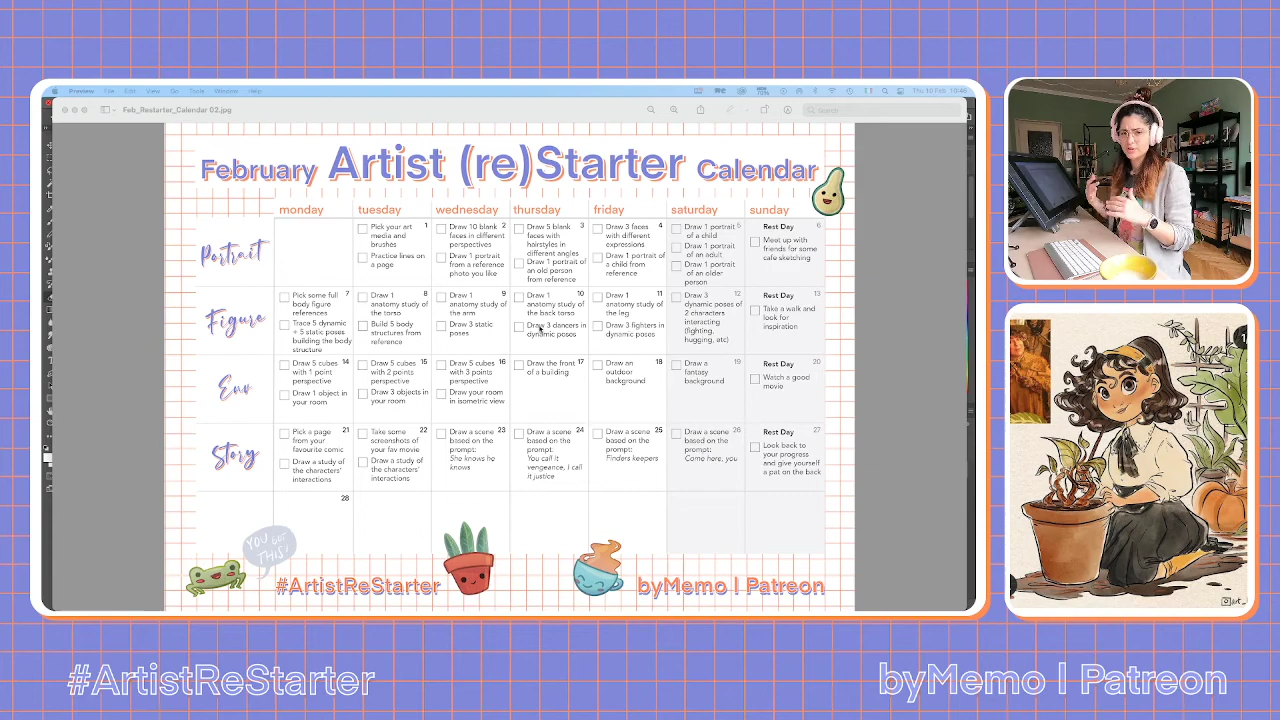 Preview File Edit View Go Tools Window Help
Thu 10 Feb 10:46
Feb_Restarter_Calendar 02.jpg
Search
February Artist (re)Starter Calendar
monday tuesday wednesday thursday friday saturday sunday
Portrait
1
Pick your art
media and
brushes
Practice lines on
a page
2
Draw 10 blank
faces in different
perspectives
Draw 1 portrait
from a reference
photo you like
3
Draw 5 blank
faces with
hairstyles in
different angles
Draw 1 portrait of
an old person
from reference
4
Draw 3 faces
with different
expressions
Draw 1 portrait of
a child from
reference
5
Draw 1 portrait
of a child
Draw 1 portrait
of an adult
Draw 1 portrait
of an older
person
6
Rest Day
Meet up with
friends for some
cafe sketching
Figure
7
Pick some full
body figure
references
Trace 5 dynamic
+ 5 static poses
building the body
structure
8
Draw 1
anatomy study of
the torso
Build 5 body
structures from
reference
9
Draw 1
anatomy study of
the arm
Draw 3 static
poses
10
Draw 1
anatomy study of
the back torso
Draw 3 dancers in
dynamic poses
11
Draw 1
anatomy study of
the leg
Draw 3 fighters in
dynamic poses
12
Draw 3
dynamic poses of
2 characters
interacting
(fighting,
hugging, etc)
13
Rest Day
Take a walk and
look for
inspiration
Env
14
Draw 5 cubes
with 1 point
perspective
Draw 1 object in
your room
15
Draw 5 cubes
with 2 points
perspective
Draw 3 objects in
your room
16
Draw 5 cubes
with 3 points
perspective
Draw your room
in isometric view
17
Draw the front
of a building
18
Draw an
outdoor
background
19
Draw a
fantasy
background
20
Rest Day
Watch a good
movie
Story
21
Pick a page
from your
favourite comic
Draw a study of
the characters'
interactions
22
Take some
screenshots of
your fav movie
Draw a study of
the characters'
interactions
23
Draw a scene
based on the
prompt:
She knows he
knows
24
Draw a scene
based on the
prompt:
You call it
vengeance, I call
it justice
25
Draw a scene
based on the
prompt:
Finders keepers
26
Draw a scene
based on the
prompt:
Come here, you
27
Rest Day
Look back to
your progress
and give yourself
a pat on the back
28
YOU GOT
THIS!
#ArtistReStarter
byMemo | Patreon
#ArtistReStarter
byMemo | Patreon